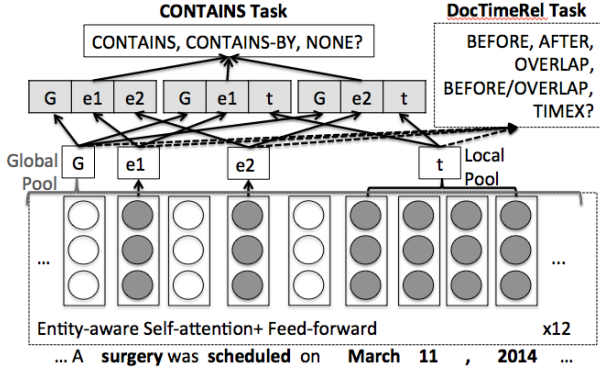 CONTAINS Task
DocTimeRel Task
CONTAINS, CONTAINS-BY, NONE?
BEFORE, AFTER,
OVERLAP,
BEFORE/OVERLAP,
TIMEX?
G e1 e2 G e1 t G e2 t
Global
Pool
G e1 e2 t
Local
Pool
... ...
Entity-aware Self-attention+ Feed-forward x12
... A surgery was scheduled on March 11 , 2014 ...